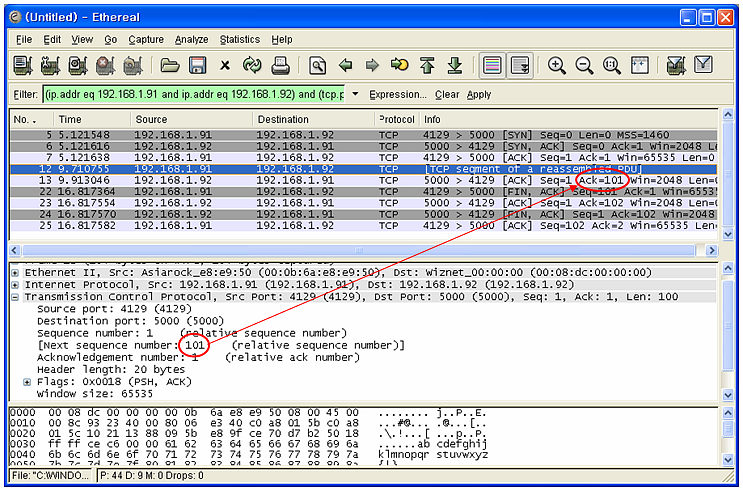 (Untitled) - Ethereal
File Edit View Go Capture Analyze Statistics Help
Filter: (ip.addr eq 192.168.1.91 and ip.addr eq 192.168.1.92) and (tcp.p Expression... Clear Apply
No. . Time Source Destination Protocol Info
5 5.121548 192.168.1.91 192.168.1.92 TCP 4129 > 5000 [SYN] Seq=0 Len=0 MSS=1460
6 5.121616 192.168.1.92 192.168.1.91 TCP 5000 > 4129 [SYN, ACK] Seq=0 Ack=1 Win=2048 Le
7 5.121638 192.168.1.91 192.168.1.92 TCP 4129 > 5000 [ACK] Seq=1 Ack=1 Win=65535 Len=
12 9.710755 192.168.1.91 192.168.1.92 TCP [TCP segment of a reassembled PDU]
13 9.913046 192.168.1.92 192.168.1.91 TCP 5000 > 4129 [ACK] Seq=1 Ack=101 Win=2048 Len
22 16.817364 192.168.1.91 192.168.1.92 TCP 4129 > 5000 [FIN, ACK] Seq=101 Ack=1 Win=6553
23 16.817554 192.168.1.92 192.168.1.91 TCP 5000 > 4129 [ACK] Seq=1 Ack=102 Win=2048 Len
24 16.817570 192.168.1.92 192.168.1.91 TCP 5000 > 4129 [FIN, ACK] Seq=1 Ack=102 Win=2048
25 16.817582 192.168.1.91 192.168.1.92 TCP 4129 > 5000 [ACK] Seq=102 Ack=2 Win=65535 Le
Ethernet II, Src: Asiarock_e8:e9:50 (00:0b:6a:e8:e9:50), Dst: Wiznet_00:00:00 (00:08:dc:00:00:00)
Internet Protocol, Src: 192.168.1.91 (192.168.1.91), Dst: 192.168.1.92 (192.168.1.92)
Transmission Control Protocol, Src Port: 4129 (4129), Dst Port: 5000 (5000), Seq: 1, Ack: 1, Len: 100
Source port: 4129 (4129)
Destination port: 5000 (5000)
Sequence number: 1 (relative sequence number)
[Next sequence number: 101 (relative sequence number)]
Acknowledgement number: 1 (relative ack number)
Header length: 20 bytes
Flags: 0x0018 (PSH, ACK)
Window size: 65535
0000 00 08 dc 00 00 00 00 0b 6a e8 e9 50 08 00 45 00 ........ j..P..E.
0010 00 8c 93 23 40 00 80 06 e3 40 c0 a8 01 5b c0 a8 ...#@... .@...[..
0020 01 5c 10 21 13 88 09 5b e8 9f ce 70 d7 b2 50 18 .\.!...[ ...p..P.
0030 ff ff ce c6 00 00 61 62 63 64 65 66 67 68 69 6a ......ab cdefghij
0040 6b 6c 6d 6e 6f 70 71 72 73 74 75 76 77 78 79 7a klmnopqr stuvwxyz
File: "C:\WINDO... P: 44 D: 9 M: 0 Drops: 0